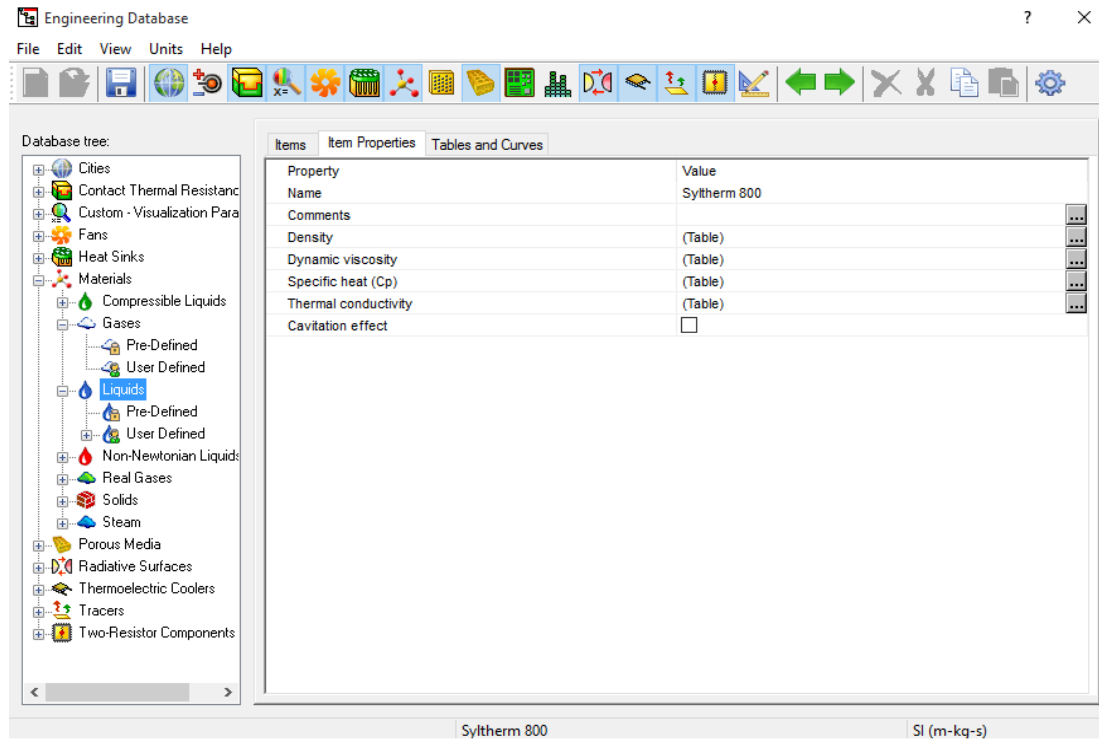 Engineering Database ? ×
File Edit View Units Help
x=
Database tree:
Items Item Properties Tables and Curves
Cities
Contact Thermal Resistanc
Custom - Visualization Para
Fans
Heat Sinks
Materials
Compressible Liquids
Gases
Pre-Defined
User Defined
Liquids
Pre-Defined
User Defined
Non-Newtonian Liquids
Real Gases
Solids
Steam
Porous Media
Radiative Surfaces
Thermoelectric Coolers
Tracers
Two-Resistor Components
Property Value
Name Syltherm 800
Comments ...
Density (Table) ...
Dynamic viscosity (Table) ...
Specific heat (Cp) (Table) ...
Thermal conductivity (Table) ...
Cavitation effect
Syltherm 800 SI (m-kg-s)